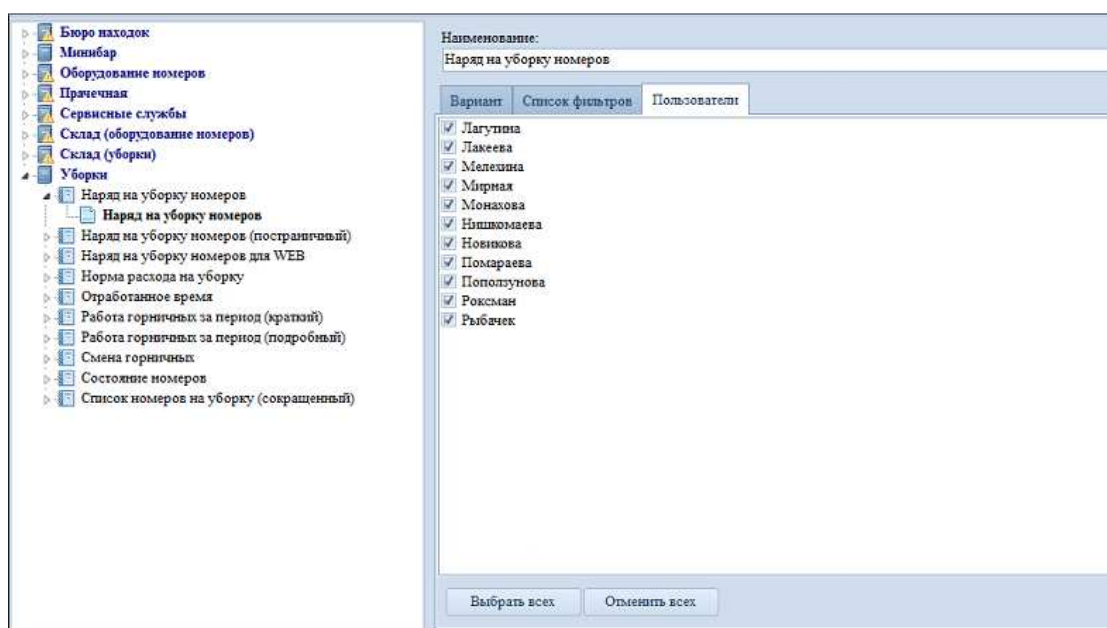 Бюро находок
Минибар
Оборудование номеров
Прачечная
Сервисные службы
Склад (оборудование номеров)
Склад (уборки)
Уборки
Наряд на уборку номеров
Наряд на уборку номеров
Наряд на уборку номеров (постраничный)
Наряд на уборку номеров для WEB
Норма расхода на уборку
Отработанное время
Работа горничных за период (краткий)
Работа горничных за период (подробный)
Смена горничных
Состояние номеров
Список номеров на уборку (сокращенный)
Наименование:
Наряд на уборку номеров
Вариант Список фильтров Пользователи
Лагутина
Лакеева
Мелехина
Мирная
Монахова
Нишкомаева
Новикова
Помараева
Поползунова
Роксман
Рыбачек
Выбрать всех Отменить всех